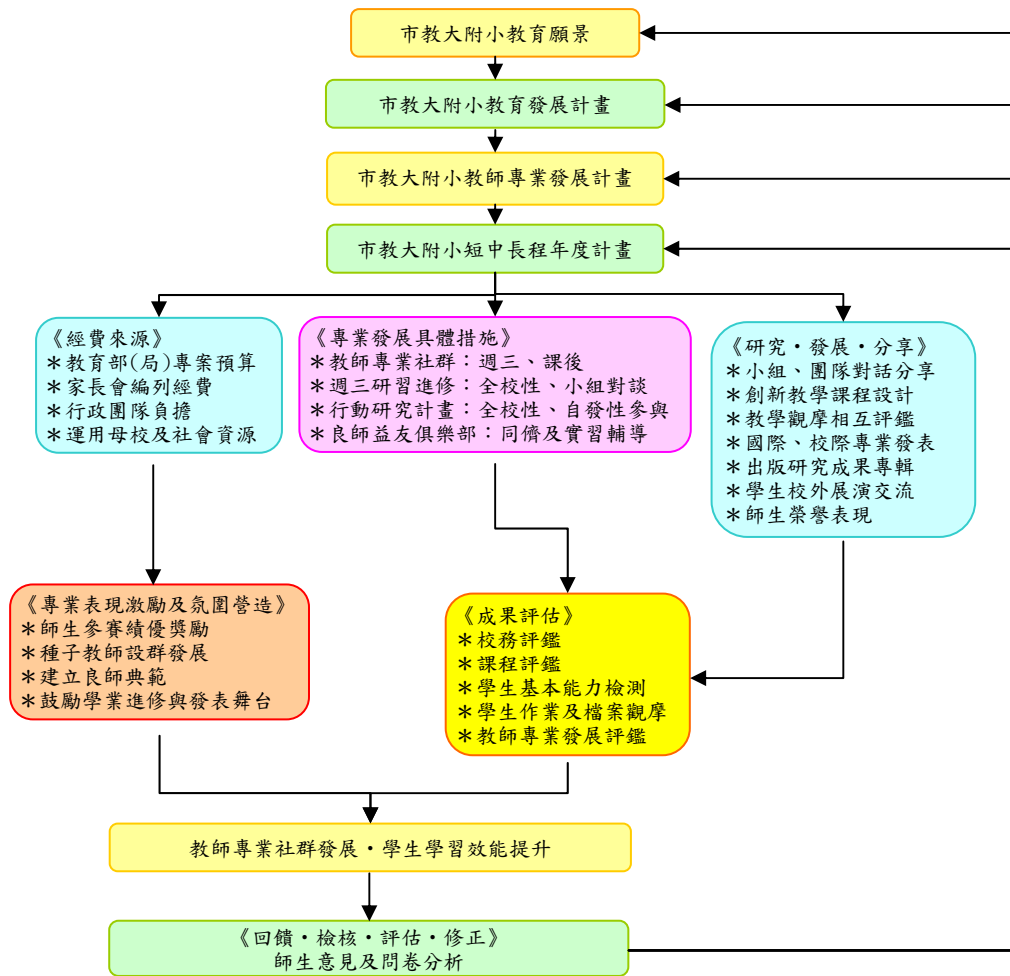 市教大附小教育願景
市教大附小教育發展計畫
市教大附小教師專業發展計畫
市教大附小短中長程年度計畫
《經費來源》
＊教育部(局)專案預算
＊家長會編列經費
＊行政團隊負擔
＊運用母校及社會資源
《專業發展具體措施》
＊教師專業社群：週三、課後
＊週三研習進修：全校性、小組對談
＊行動研究計畫：全校性、自發性參與
＊良師益友俱樂部：同儕及實習輔導
《研究‧發展‧分享》
＊小組、團隊對話分享
＊創新教學課程設計
＊教學觀摩相互評鑑
＊國際、校際專業發表
＊出版研究成果專輯
＊學生校外展演交流
＊師生榮譽表現
《專業表現激勵及氛圍營造》
＊師生參賽績優獎勵
＊種子教師設群發展
＊建立良師典範
＊鼓勵學業進修與發表舞台
《成果評估》
＊校務評鑑
＊課程評鑑
＊學生基本能力檢測
＊學生作業及檔案觀摩
＊教師專業發展評鑑
教師專業社群發展‧學生學習效能提升
《回饋‧檢核‧評估‧修正》
師生意見及問卷分析